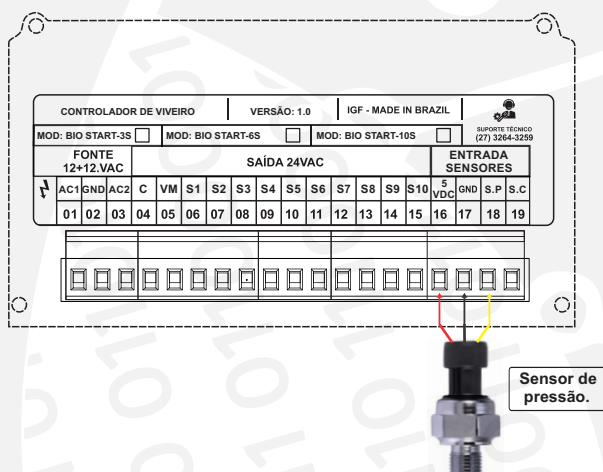 CONTROLADOR DE VIVEIRO VERSÃO: 1.0 IGF - MADE IN BRAZIL
MOD: BIO START-3S MOD: BIO START-6S MOD: BIO START-10S SUPORTE TÉCNICO
(27) 3264-3259
FONTE
12+12.VAC
SAÍDA 24VAC
ENTRADA
SENSORES
AC1 GND AC2 C VM S1 S2 S3 S4 S5 S6 S7 S8 S9 S10 5 VDC GND S.P S.C
01 02 03 04 05 06 07 08 09 10 11 12 13 14 15 16 17 18 19
Sensor de
pressão.